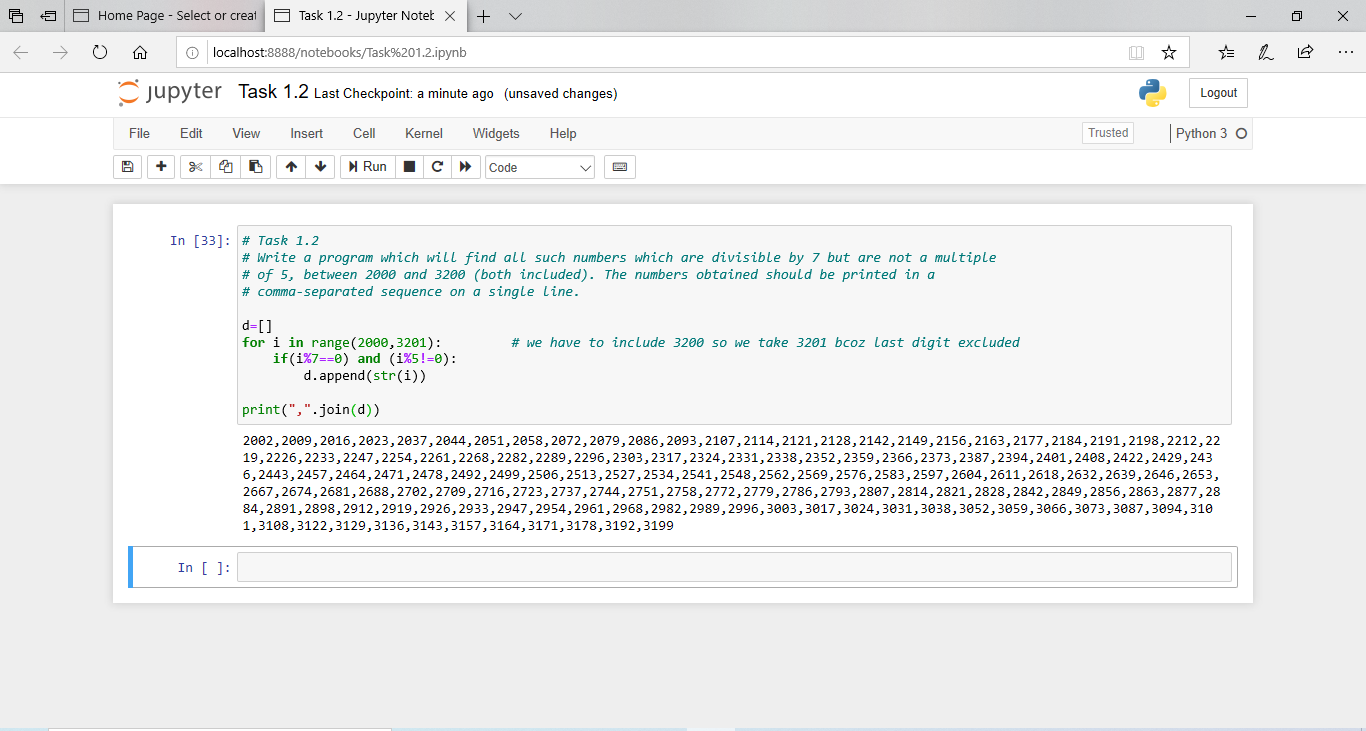 Home Page - Select or creat
Task 1.2 - Jupyter Noteb
localhost:8888/notebooks/Task%201.2.ipynb
jupyter Task 1.2 Last Checkpoint: a minute ago (unsaved changes)
Logout
File Edit View Insert Cell Kernel Widgets Help
Trusted
Python 3
Run
Code
In [33]:
# Task 1.2
# Write a program which will find all such numbers which are divisible by 7 but are not a multiple
# of 5, between 2000 and 3200 (both included). The numbers obtained should be printed in a
# comma-separated sequence on a single line.
d=[]
for i in range(2000,3201): # we have to include 3200 so we take 3201 bcoz last digit excluded
if(i%7==0) and (i%5!=0):
d.append(str(i))
print(",".join(d))
2002,2009,2016,2023,2037,2044,2051,2058,2072,2079,2086,2093,2107,2114,2121,2128,2142,2149,2156,2163,2177,2184,2191,2198,2212,22
19,2226,2233,2247,2254,2261,2268,2282,2289,2296,2303,2317,2324,2331,2338,2352,2359,2366,2373,2387,2394,2401,2408,2422,2429,243
6,2443,2457,2464,2471,2478,2492,2499,2506,2513,2527,2534,2541,2548,2562,2569,2576,2583,2597,2604,2611,2618,2632,2639,2646,2653,
2667,2674,2681,2688,2702,2709,2716,2723,2737,2744,2751,2758,2772,2779,2786,2793,2807,2814,2821,2828,2842,2849,2856,2863,2877,28
84,2891,2898,2912,2919,2926,2933,2947,2954,2961,2968,2982,2989,2996,3003,3017,3024,3031,3038,3052,3059,3066,3073,3087,3094,310
1,3108,3122,3129,3136,3143,3157,3164,3171,3178,3192,3199
In [ ]: